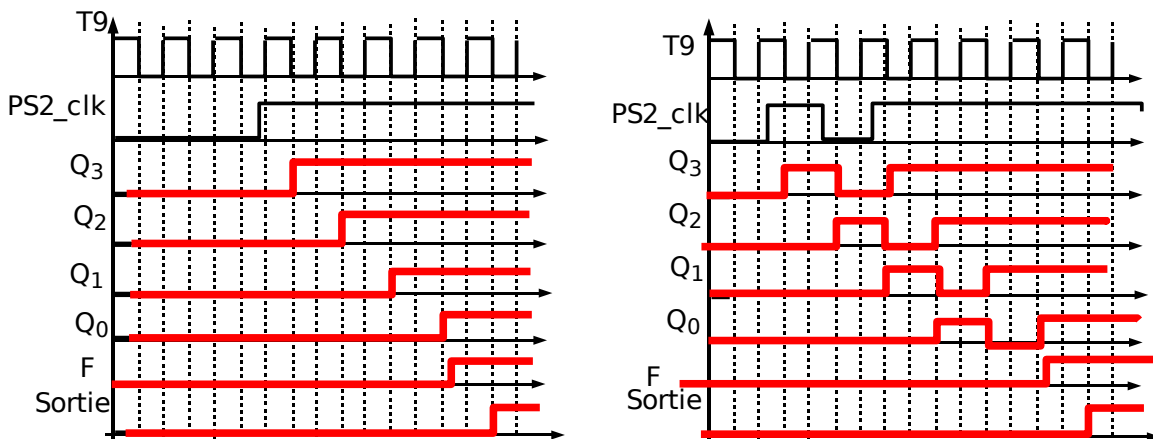 T9
PS2_clk
Q3
Q2
Q1
Q0
F
Sortie
T9
PS2_clk
Q3
Q2
Q1
Q0
F
Sortie